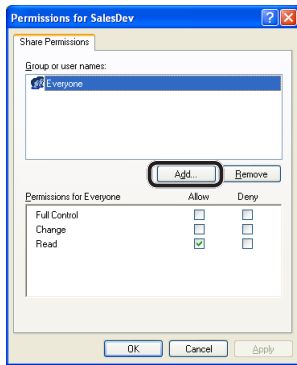 Permissions for SalesDev
Share Permissions
Group or user names:
Everyone
Add... Remove
Permissions for Everyone Allow Deny
Full Control
Change
Read
OK Cancel Apply